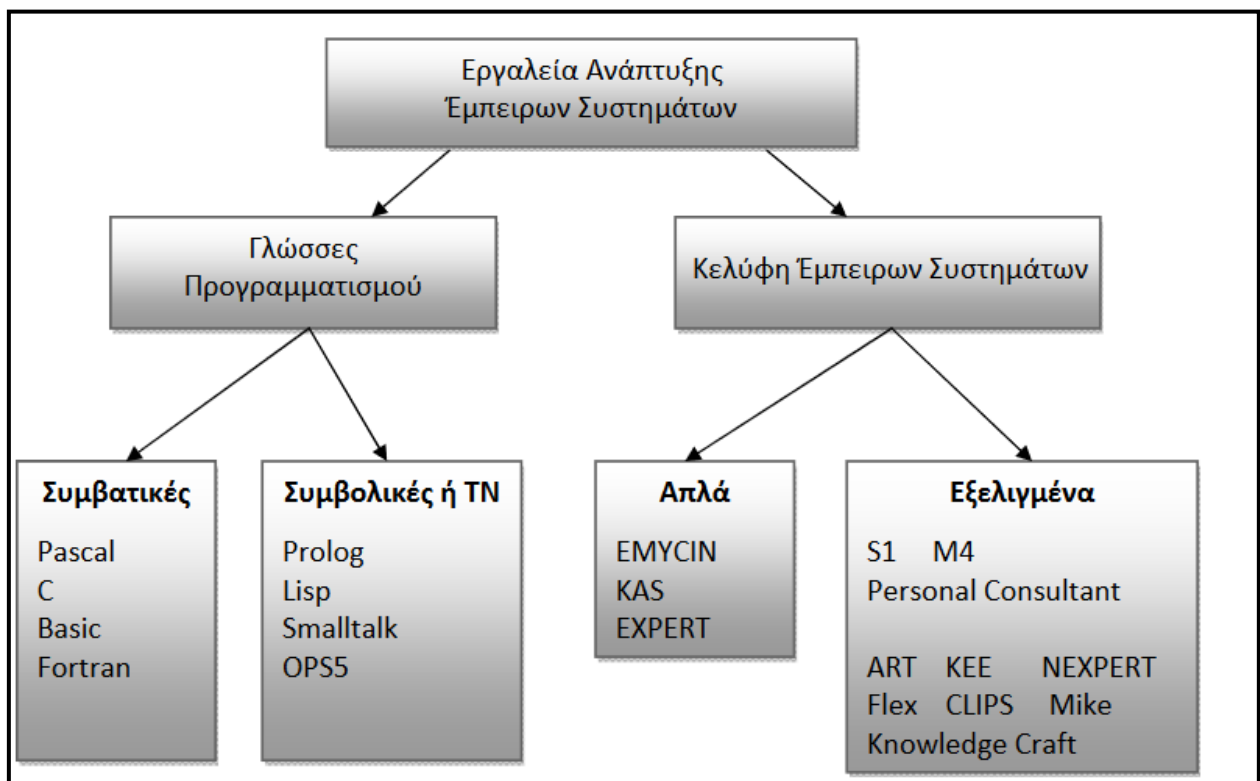 Εργαλεία Ανάπτυξης
Έμπειρων Συστημάτων
Γλώσσες
Προγραμματισμού
Κελύφη Έμπειρων Συστημάτων
Συμβατικές
Pascal
C
Basic
Fortran
Συμβολικές ή ΤΝ
Prolog
Lisp
Smalltalk
OPS5
Απλά
EMYCIN
KAS
EXPERT
Εξελιγμένα
S1 M4
Personal Consultant
ART KEE NEXPERT
Flex CLIPS Mike
Knowledge Craft